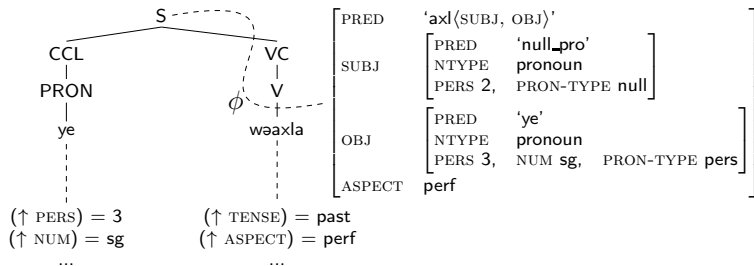 S
CCL VC
PRON V
ye wəaxla
ϕ
(↑ PERS) = 3 (↑ TENSE) = past
(↑ NUM) = sg (↑ ASPECT) = perf
... ...
PRED ‘axl⟨SUBJ, OBJ⟩’
PRED ‘null_pro’
SUBJ NTYPE pronoun
PERS 2, PRON-TYPE null
PRED ‘ye’
OBJ NTYPE pronoun
PERS 3, NUM sg, PRON-TYPE pers
ASPECT perf